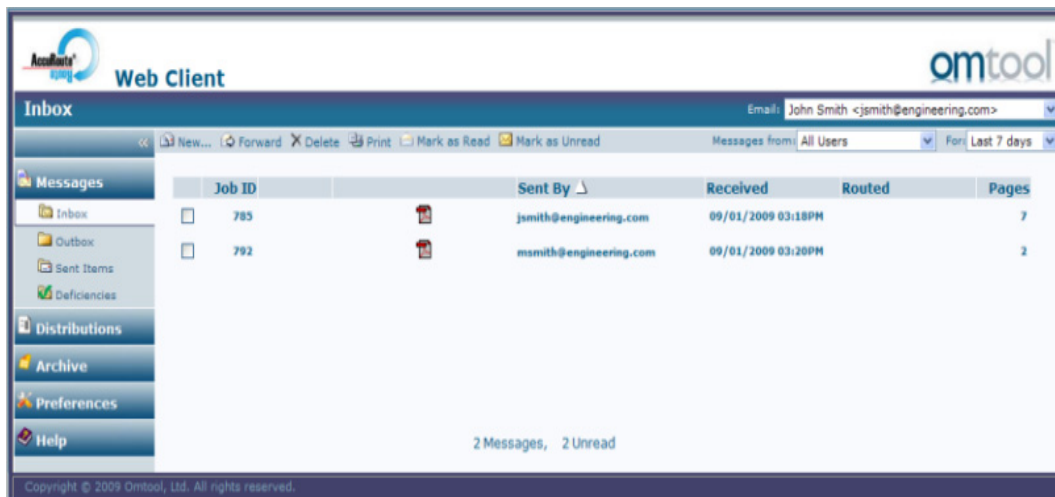 AccuRoute
Web Client
omtool
Inbox
Email: John Smith <jsmith@engineering.com>
« New... Forward Delete Print Mark as Read Mark as Unread Messages from: All Users For: Last 7 days
Messages
Job ID Sent By Received Routed Pages
Inbox
785 jsmith@engineering.com 09/01/2009 03:18PM 7
Outbox
792 msmith@engineering.com 09/01/2009 03:20PM 2
Sent Items
Deficiencies
Distributions
Archive
Preferences
Help
2 Messages, 2 Unread
Copyright © 2009 Omtool, Ltd. All rights reserved.